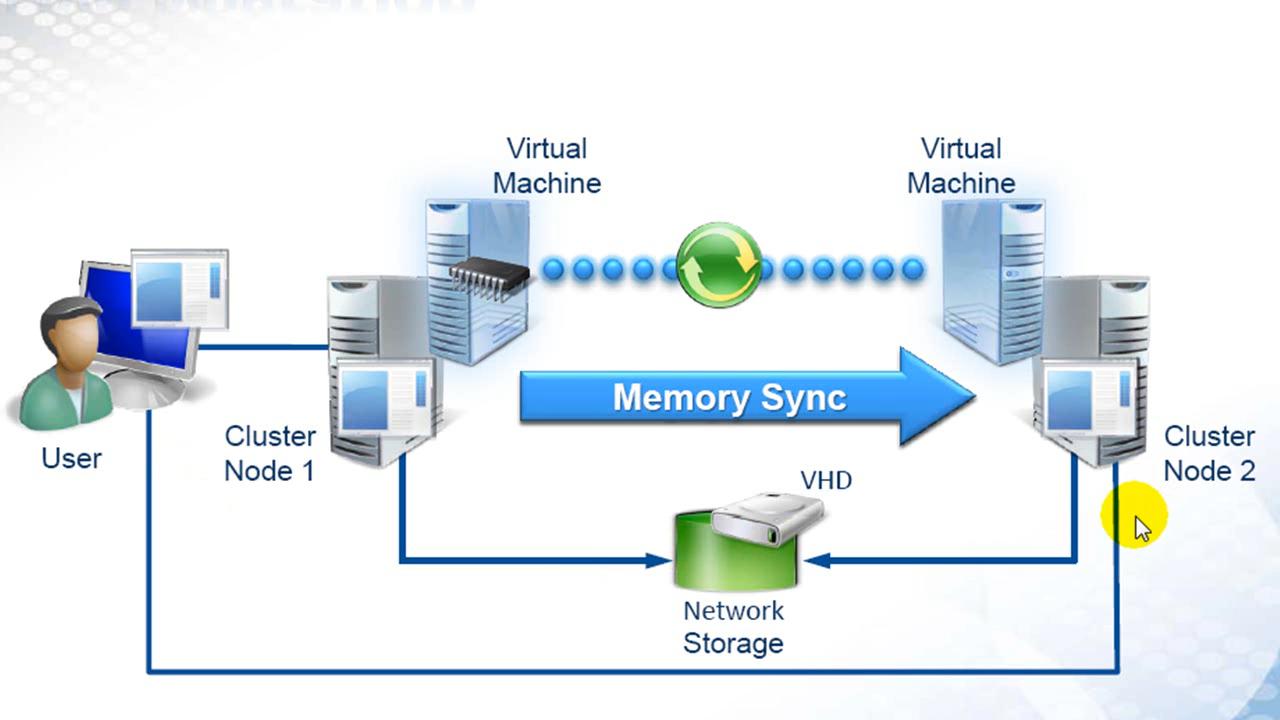 Virtual
Machine
Virtual
Machine
Memory Sync
User
Cluster
Node 1
Cluster
Node 2
VHD
Network
Storage